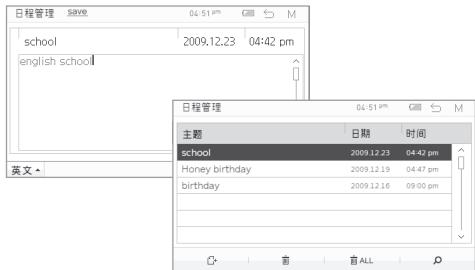 日程管理 save 04:51 pm M
school 2009.12.23 04:42 pm
english school
英文
日程管理 04:51 pm M
主题 日期 时间
school 2009.12.23 04:42 pm
Honey birthday 2009.12.19 04:47 pm
birthday 2009.12.16 09:00 pm
ALL